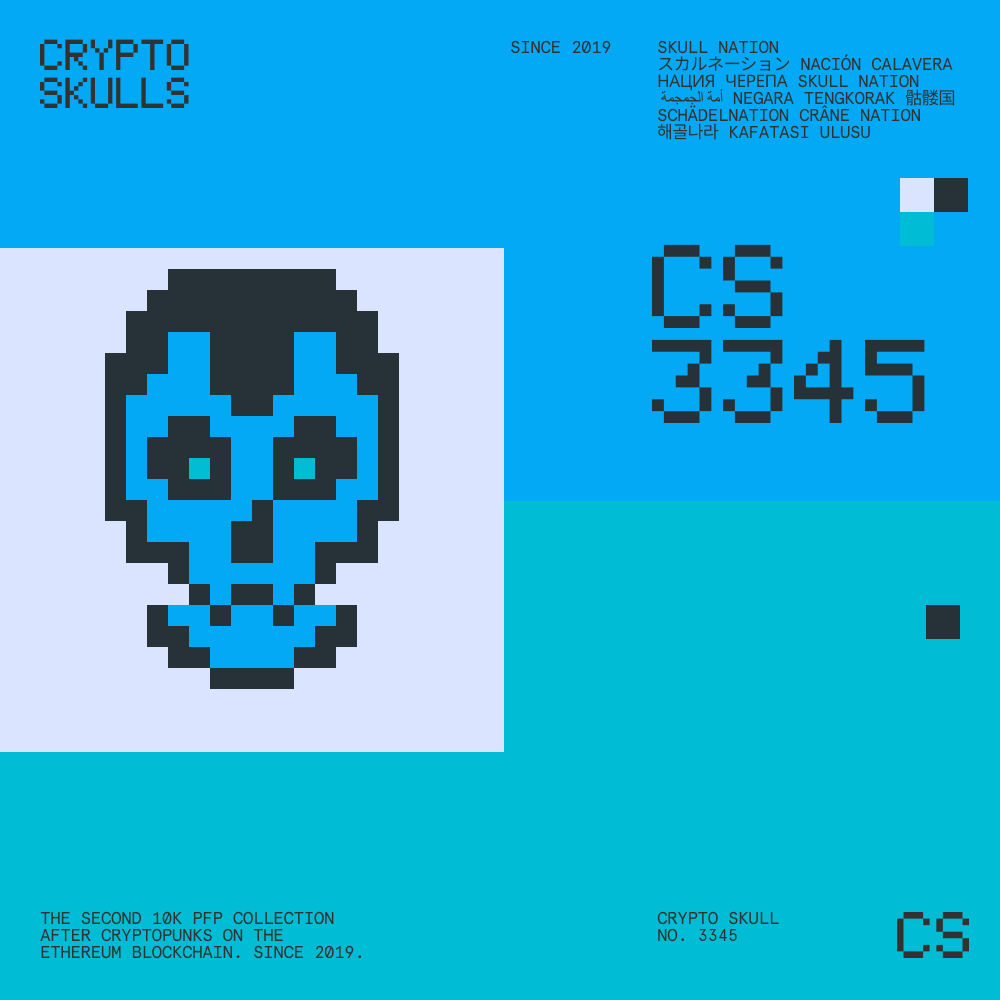 CRYPTO
SKULLS
SINCE 2019
SKULL NATION
スカルネーション NACIÓN CALAVERA
НАЦИЯ ЧЕРЕПА SKULL NATION
أمة الجمجمة NEGARA TENGKORAK 骷髅国
SCHÄDELNATION CRÂNE NATION
해골나라 KAFATASI ULUSU
CS
3345
THE SECOND 10K PFP COLLECTION
AFTER CRYPTOPUNKS ON THE
ETHEREUM BLOCKCHAIN. SINCE 2019.
CRYPTO SKULL
NO. 3345
CS